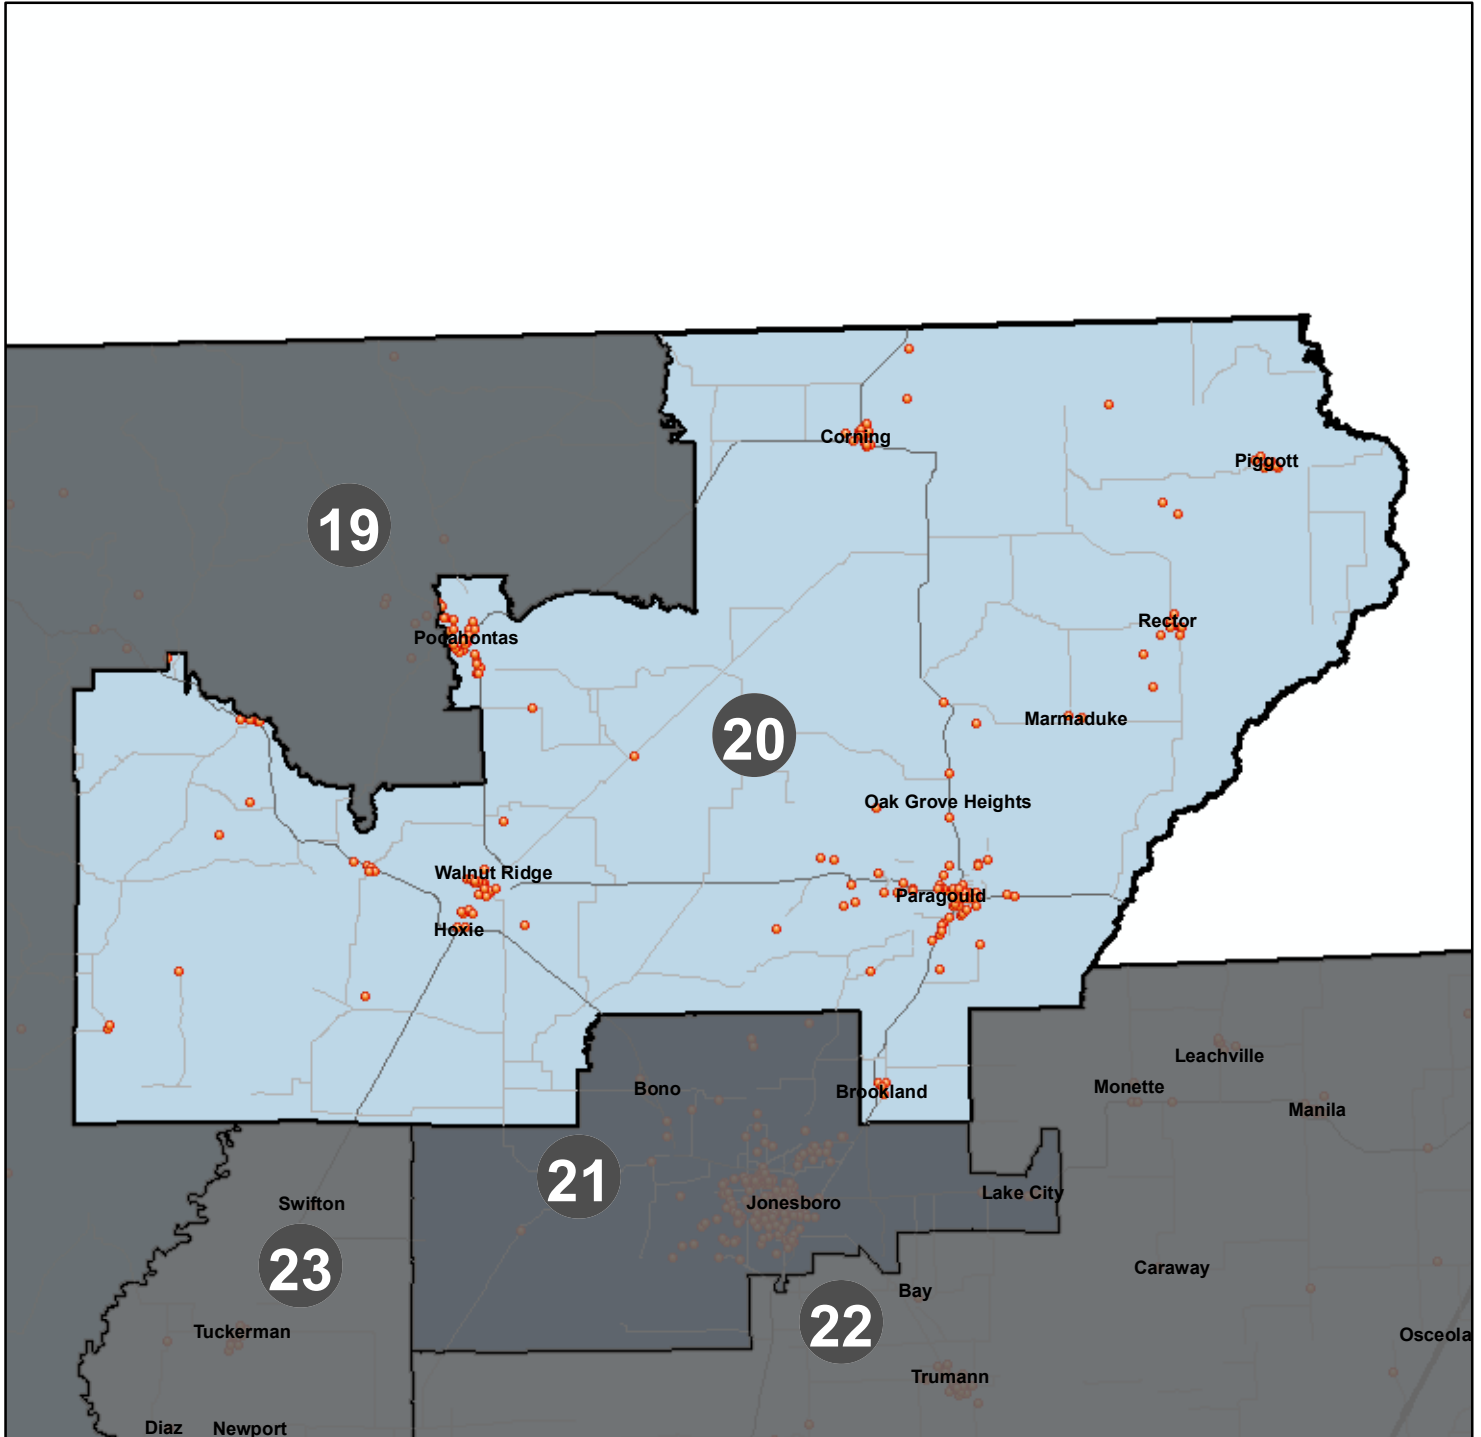 Corning
Piggott
19
Rector
Pocahontas
Marmaduke
20
Oak Grove Heights
Walnut Ridge
Paragould
Hoxie
Leachville
Bono
Brookland
Monette
Manila
21
Lake City
Swifton
Jonesboro
23
Caraway
Bay
22
Tuckerman
Osceola
Trumann
Diaz
Newport